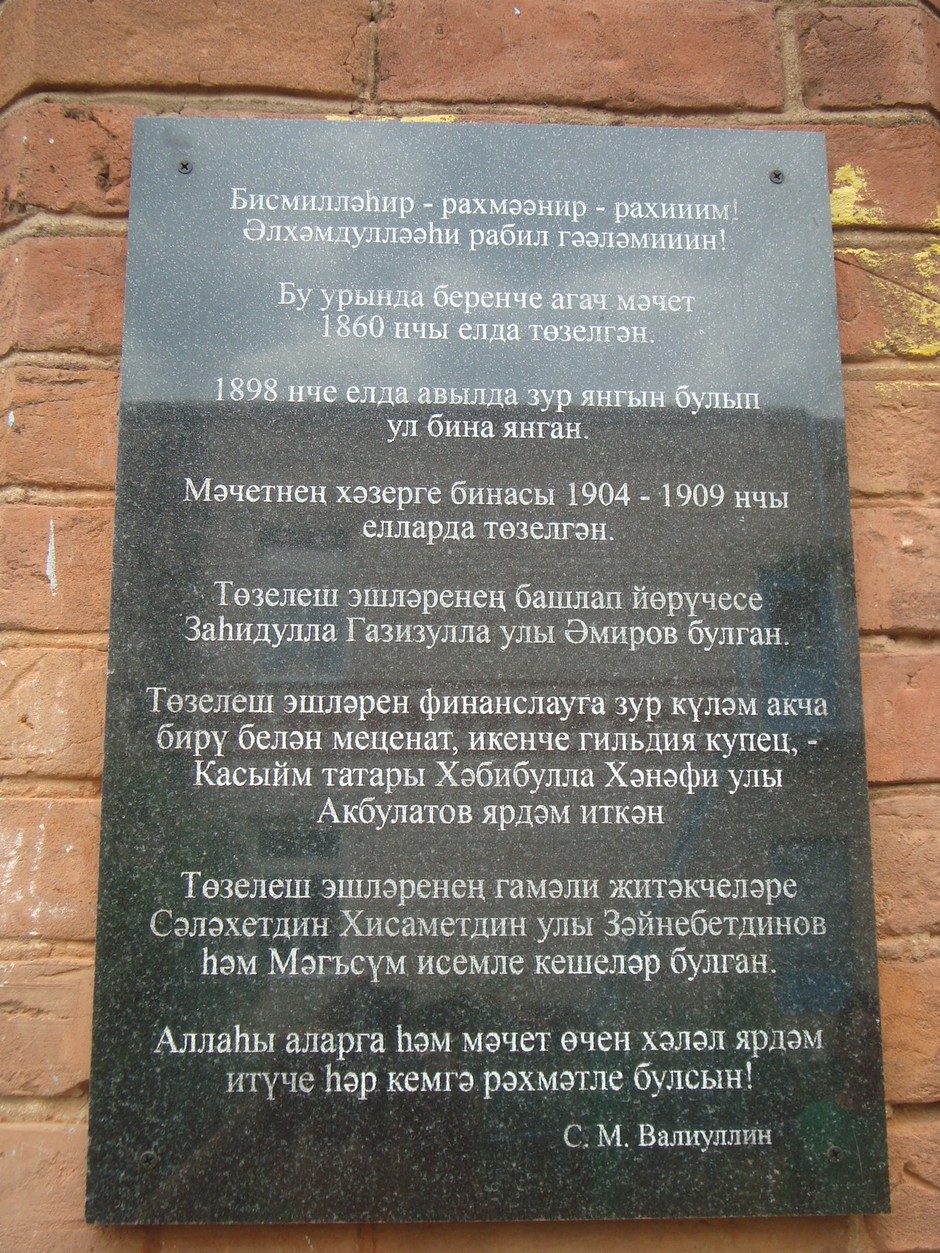 Бисмилләһир - рахмәәнир - рахииим!
Әлхәмдулләәһи рабил гәәләмииин!
Бу урында беренче агач мәчет
1860 нчы елда төзелгән.
1898 нче елда авылда зур янгын булып
ул бина янган.
Мәчетнең хәзерге бинасы 1904 - 1909 нчы
елларда төзелгән.
Төзелеш эшләренең башлап йөрүчесе
Заһидулла Газизулла улы Әмиров булган.
Төзелеш эшләрен финанслауга зур күләм акча
бирү белән меценат, икенче гильдия купец, -
Касыйм татары Хәбибулла Хәнәфи улы
Акбулатов ярдәм иткән
Төзелеш эшләренең гамәли җитәкчеләре
Сәләхетдин Хисаметдин улы Зәйнебетдинов
һәм Мәгъсүм исемле кешеләр булган.
Аллаһы аларга һәм мәчет өчен хәләл ярдәм
итүче һәр кемгә рәхмәтле булсын!
С. М. Валиуллин